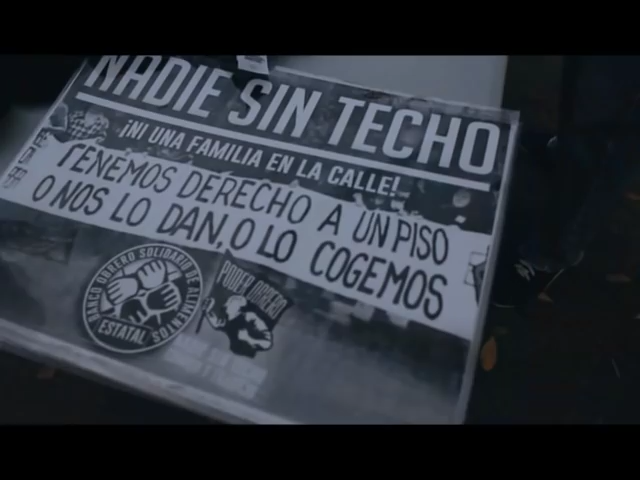 NADIE SIN TECHO
¡NI UNA FAMILIA EN LA CALLE!
TENEMOS DERECHO A UN PISO
O NOS LO DAN, O LO COGEMOS
BANCO OBRERO SOLIDARIO DE ALIMENTOS
ESTATAL
PODER OBRERO